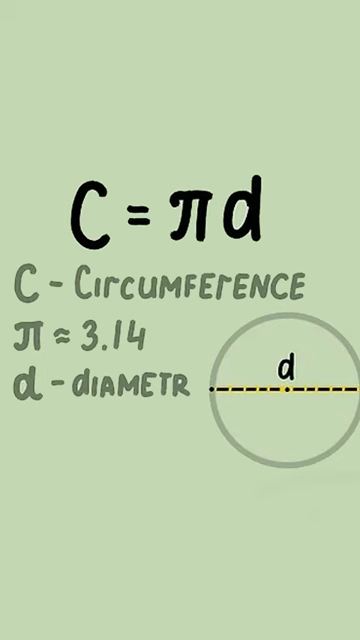 C = πd
C - Circumference
π ≈ 3.14
d - diametr
d